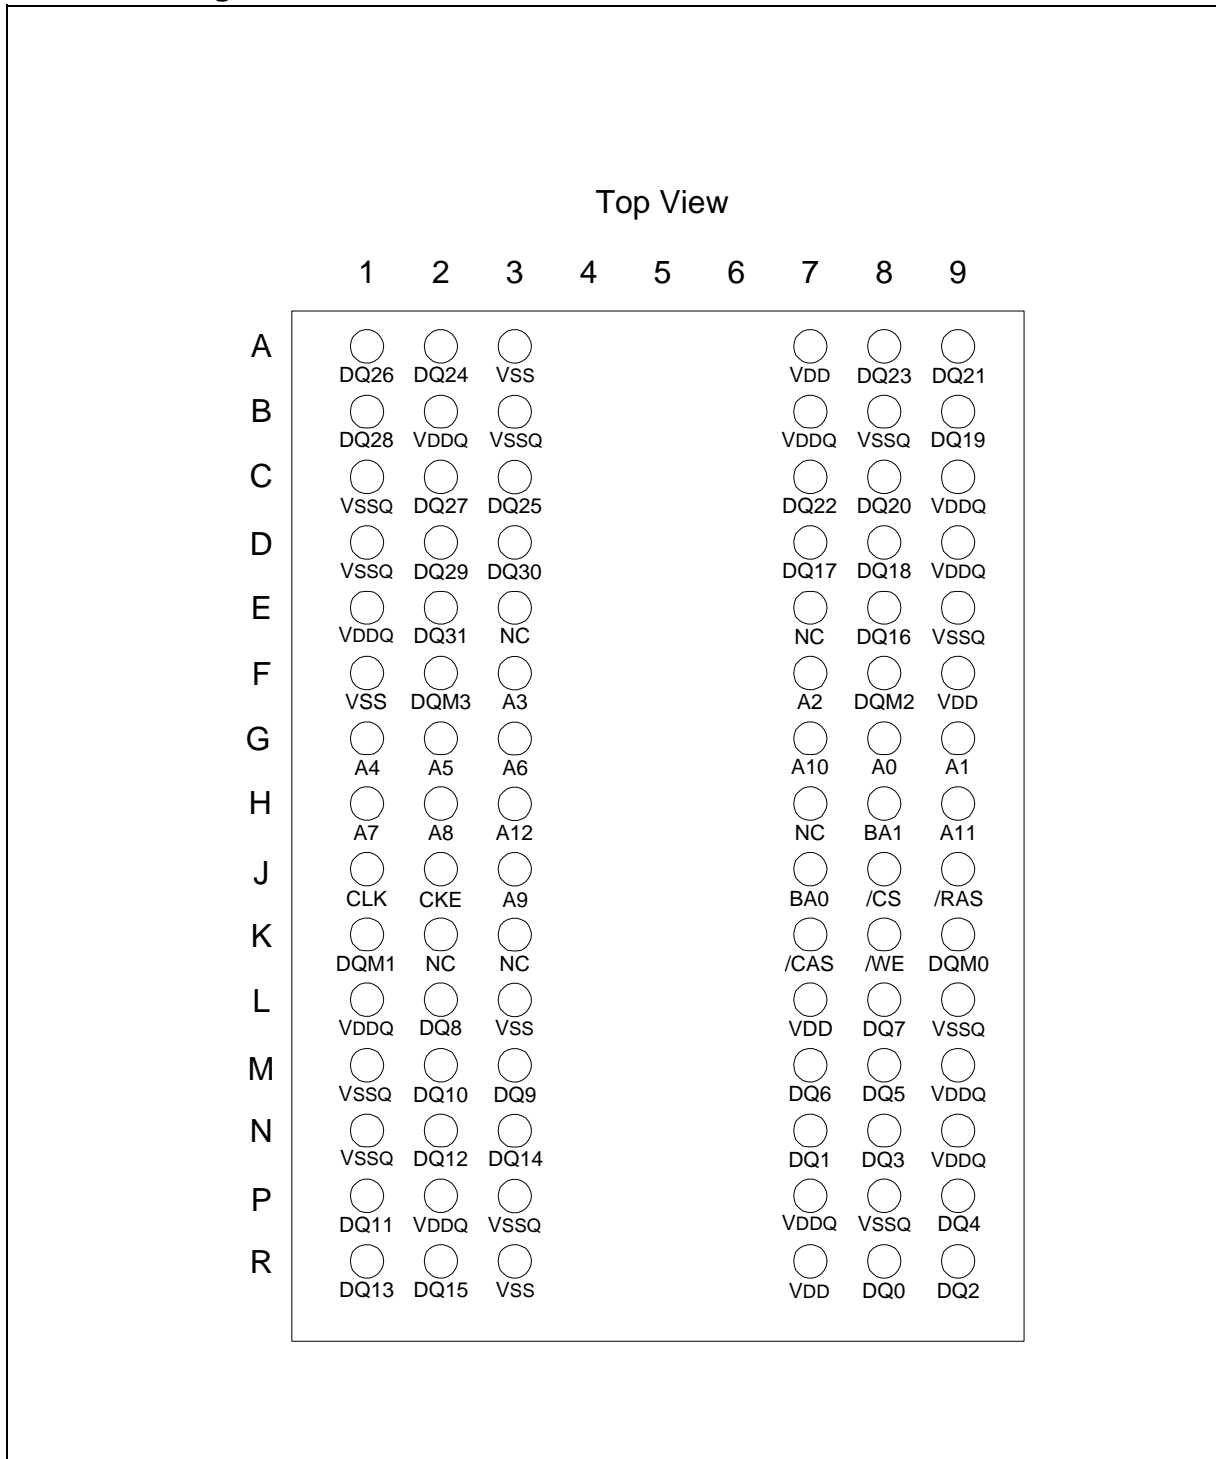 Top View
1 2 3 4 5 6 7 8 9
A
DQ26 DQ24 VSS VDD DQ23 DQ21
B
DQ28 VDDQ VSSQ VDDQ VSSQ DQ19
C
VSSQ DQ27 DQ25 DQ22 DQ20 VDDQ
D
VSSQ DQ29 DQ30 DQ17 DQ18 VDDQ
E
VDDQ DQ31 NC NC DQ16 VSSQ
F
VSS DQM3 A3 A2 DQM2 VDD
G
A4 A5 A6 A10 A0 A1
H
A7 A8 A12 NC BA1 A11
J
CLK CKE A9 BA0 /CS /RAS
K
DQM1 NC NC /CAS /WE DQM0
L
VDDQ DQ8 VSS VDD DQ7 VSSQ
M
VSSQ DQ10 DQ9 DQ6 DQ5 VDDQ
N
VSSQ DQ12 DQ14 DQ1 DQ3 VDDQ
P
DQ11 VDDQ VSSQ VDDQ VSSQ DQ4
R
DQ13 DQ15 VSS VDD DQ0 DQ2